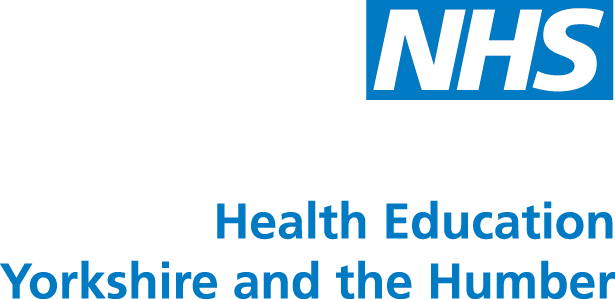 NHS
Health Education
Yorkshire and the Humber